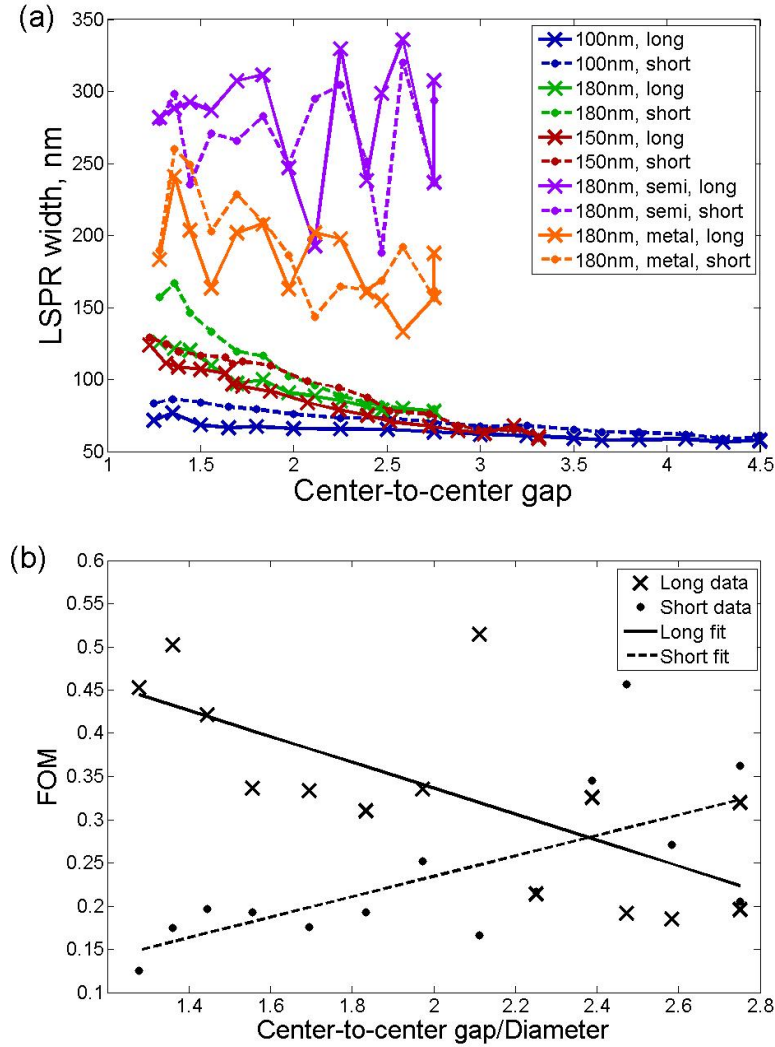 (a)
350
300
250
200
150
100
50
LSPR width, nm
1
1.5
2
2.5
3
3.5
4
4.5
Center-to-center gap
100nm, long
100nm, short
180nm, long
180nm, short
150nm, long
150nm, short
180nm, semi, long
180nm, semi, short
180nm, metal, long
180nm, metal, short
(b)
0.6
0.55
0.5
0.45
0.4
0.35
0.3
0.25
0.2
0.15
0.1
FOM
1.4
1.6
1.8
2
2.2
2.4
2.6
2.8
Center-to-center gap/Diameter
Long data
Short data
Long fit
Short fit